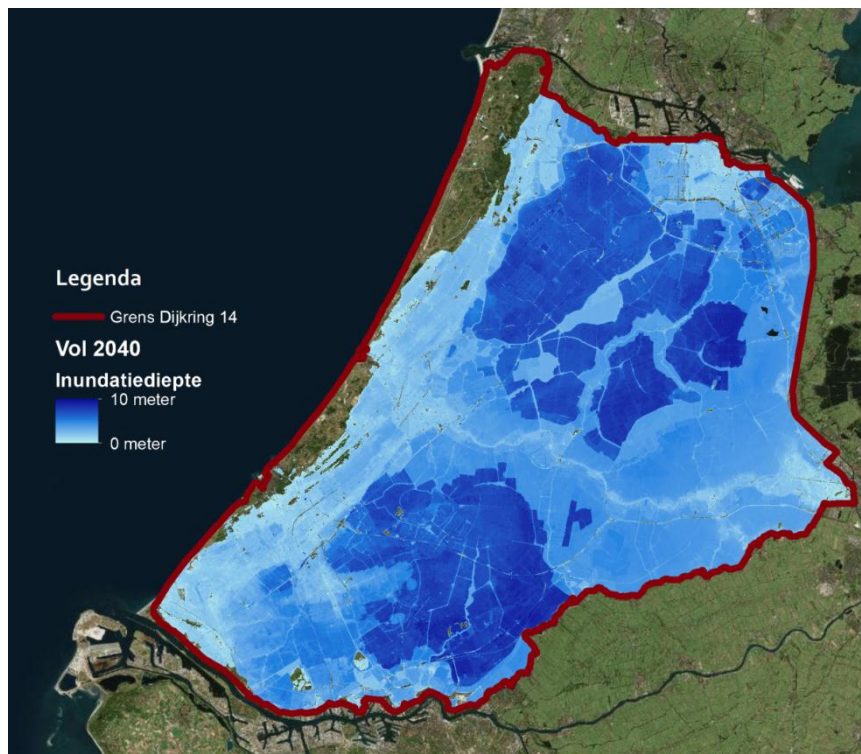 Legenda
Grens Dijkring 14
Vol 2040
Inundatiediepte
10 meter
0 meter